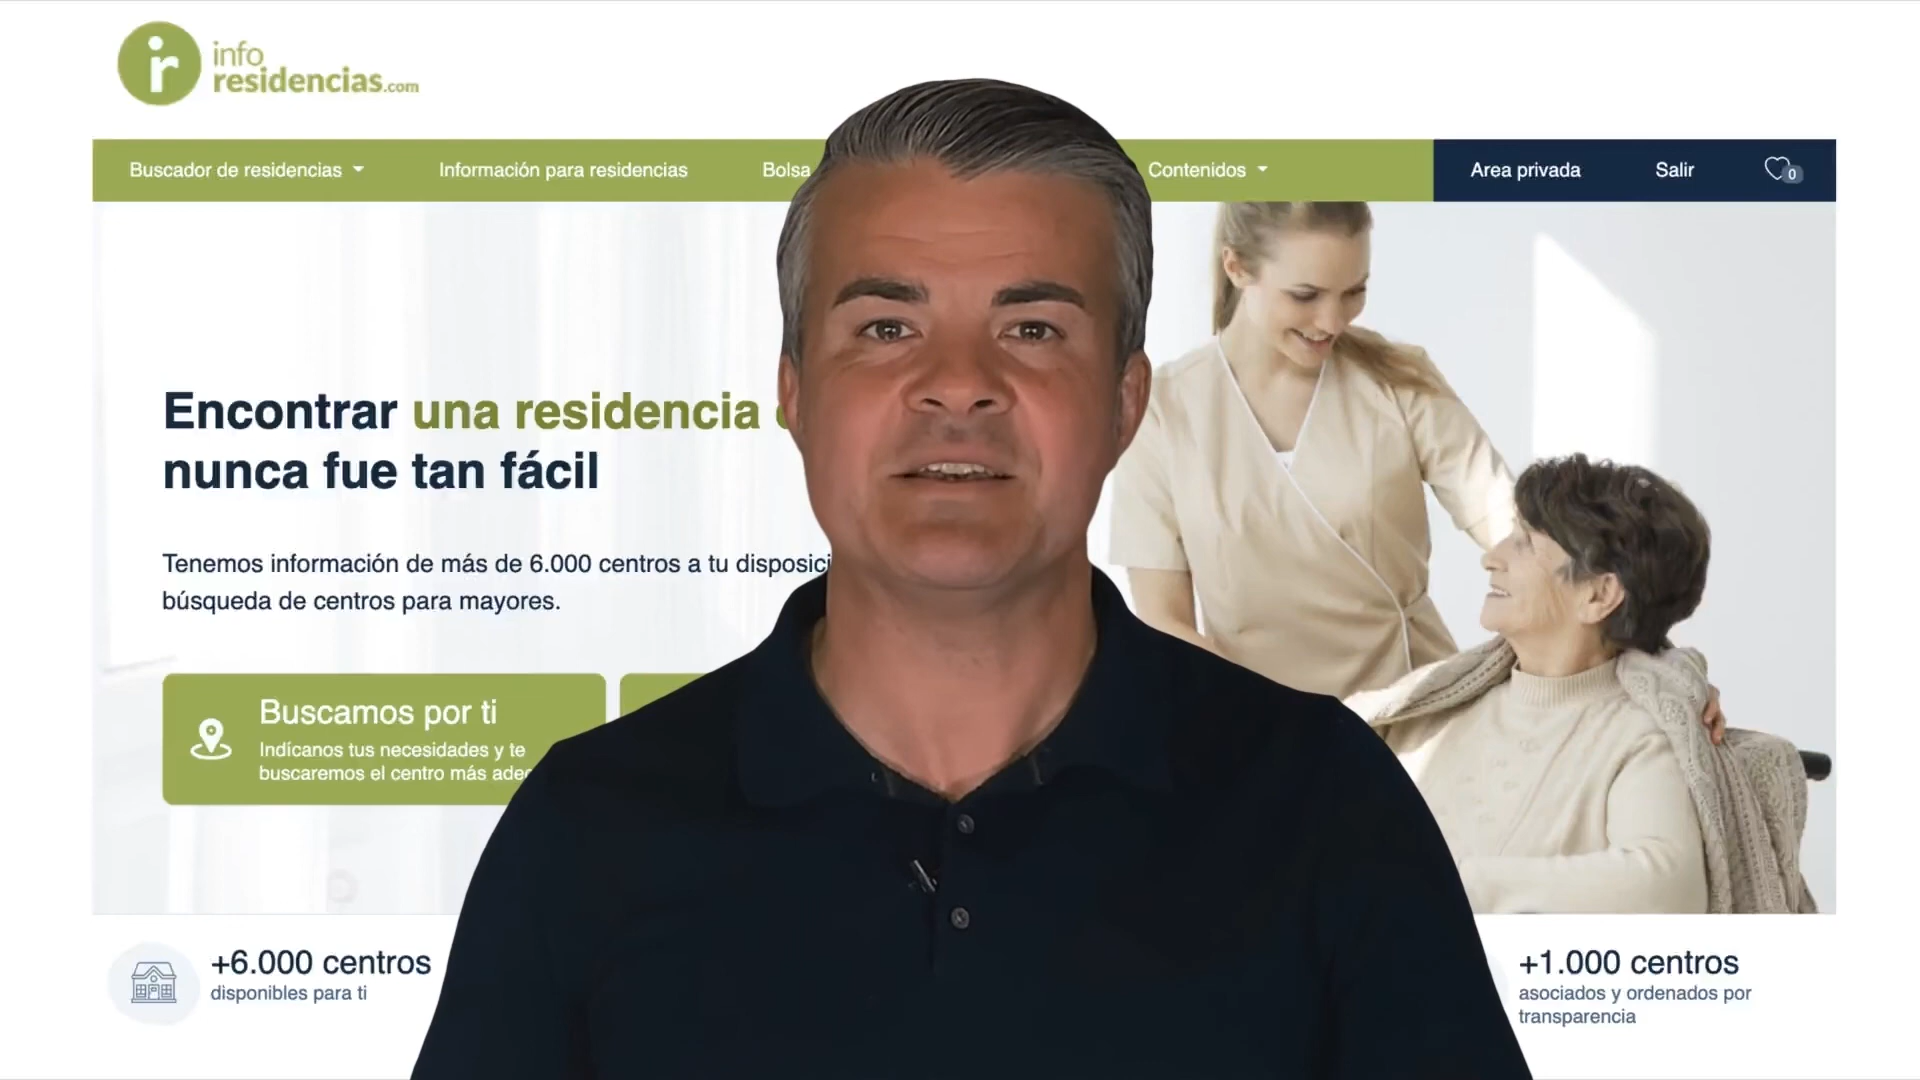 info
residencias.com
Buscador de residencias
Información para residencias
Bolsa
Contenidos
Area privada
Salir
0
Encontrar una residencia
nunca fue tan fácil
Tenemos información de más de 6.000 centros a tu
búsqueda de centros para mayores.
Buscamos por ti
Indícanos tus necesidades y te
buscaremos el centro más
+6.000 centros
disponibles para ti
+1.000 centros
asociados y ordenados por
transparencia